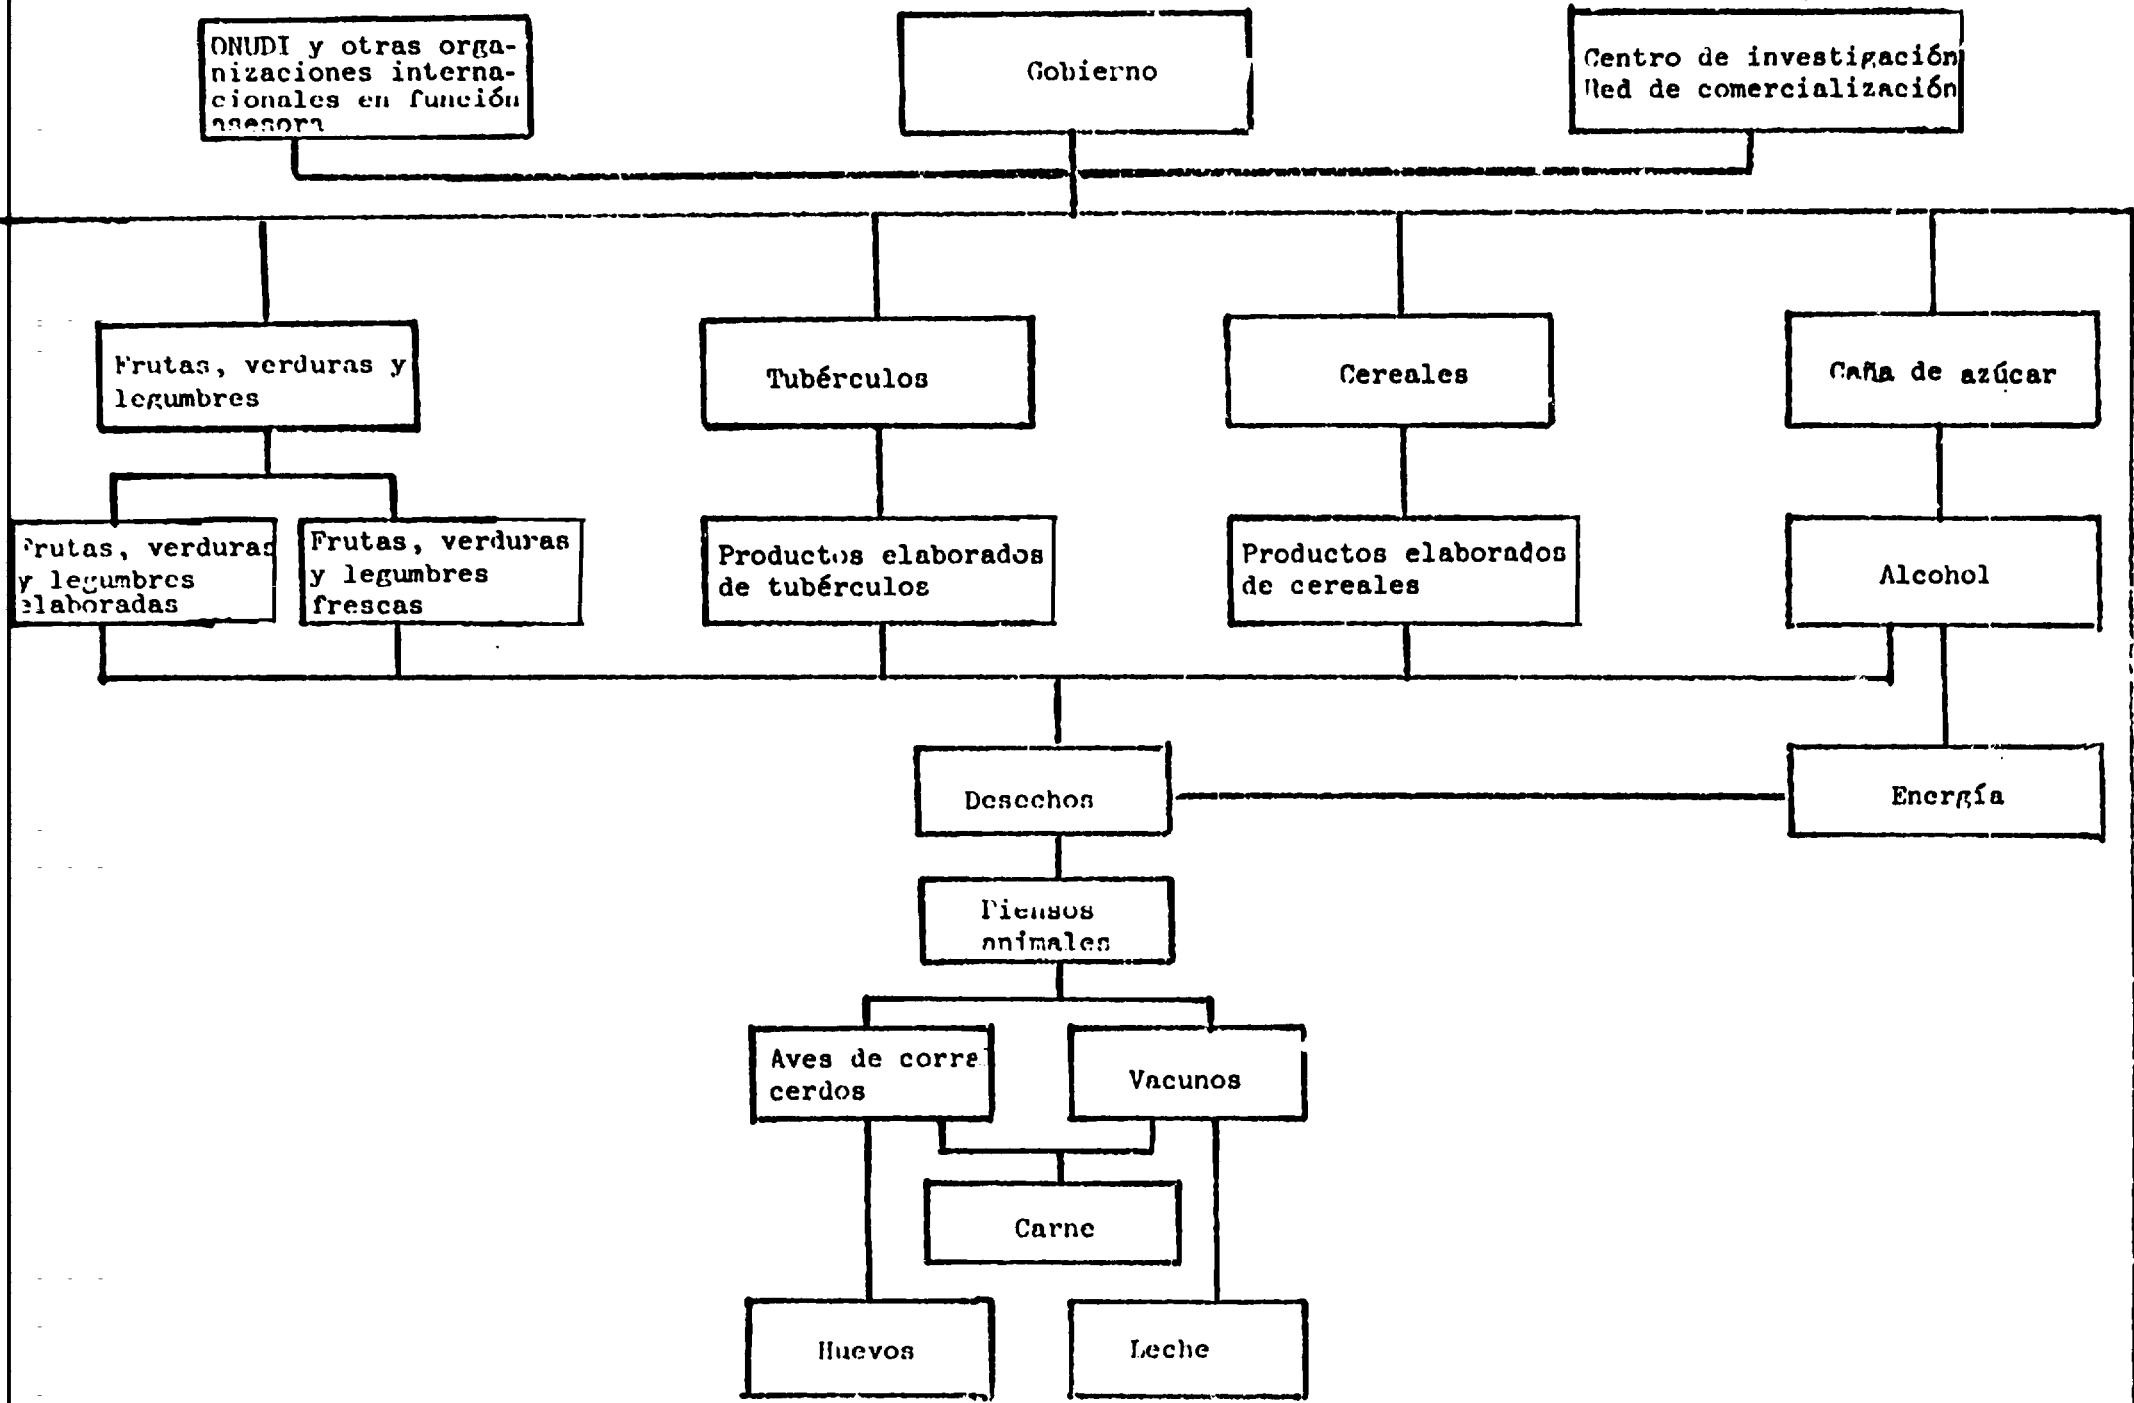 ONUDI y otras orga-
nizaciones interna-
cionales en función
asesora
Gobierno
Centro de investigación
Red de comercialización
Frutas, verduras y
legumbres
Tubérculos
Cereales
Caña de azúcar
Frutas, verduras
y legumbres
elaboradas
Frutas, verduras
y legumbres
frescas
Productos elaborados
de tubérculos
Productos elaborados
de cereales
Alcohol
Desechos
Energía
Piensos
animales
Aves de corra
cerdos
Vacunos
Carne
Huevos
Leche